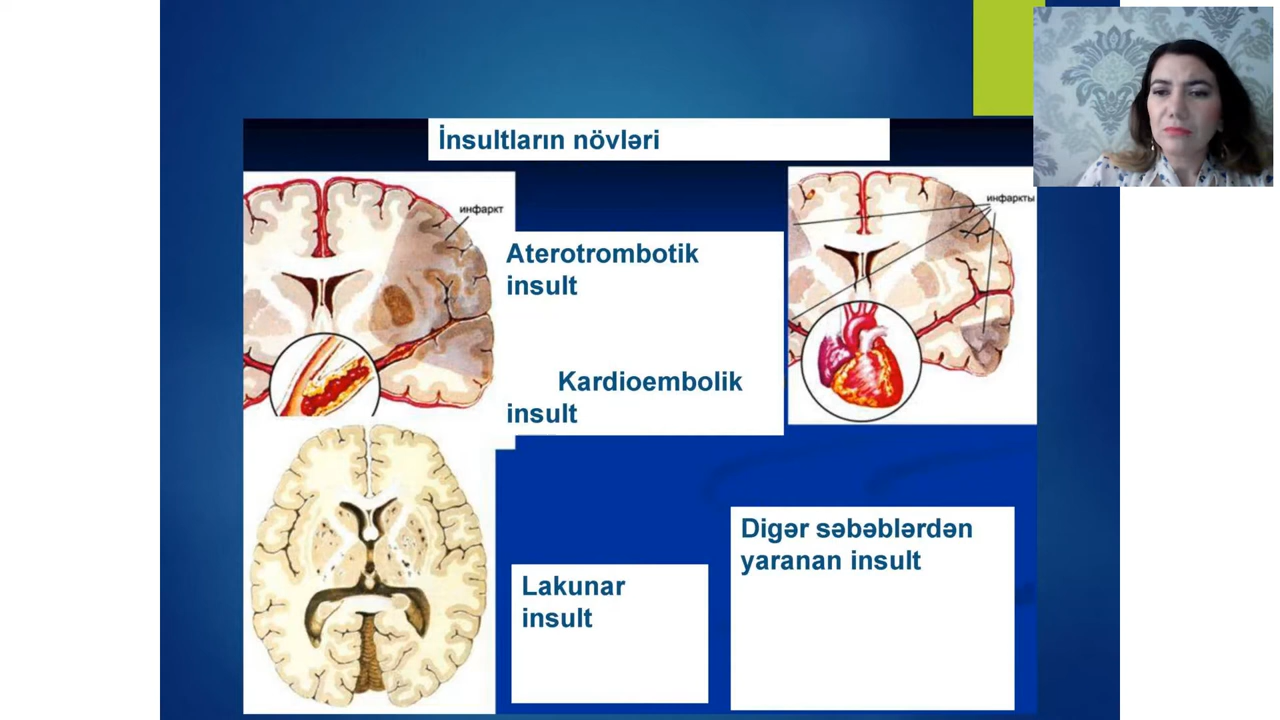 İnsultların növləri
инфаркт
инфаркты
Aterotrombotik
insult
Kardioembolik
insult
Digər səbəblərdən
yaranan insult
Lakunar
insult